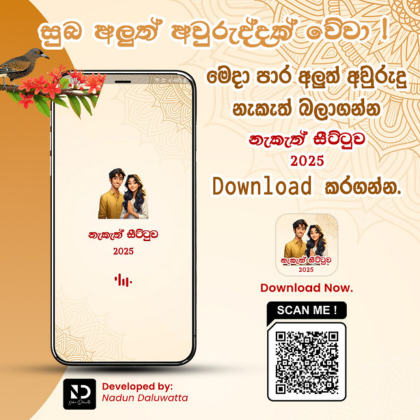 සුබ අලුත් අවුරුද්දක් වේවා !
මෙදා පාර අලුත් අවුරුදු
නැකැත් බලාගන්න
නැකැත් සීට්ටුව
2025
Download කරගන්න.
නැකැත් සීට්ටුව
2025
නැකැත් සීට්ටුව
2025
Download Now.
SCAN ME !
ND
Developed by:
Nadun Daluwatta